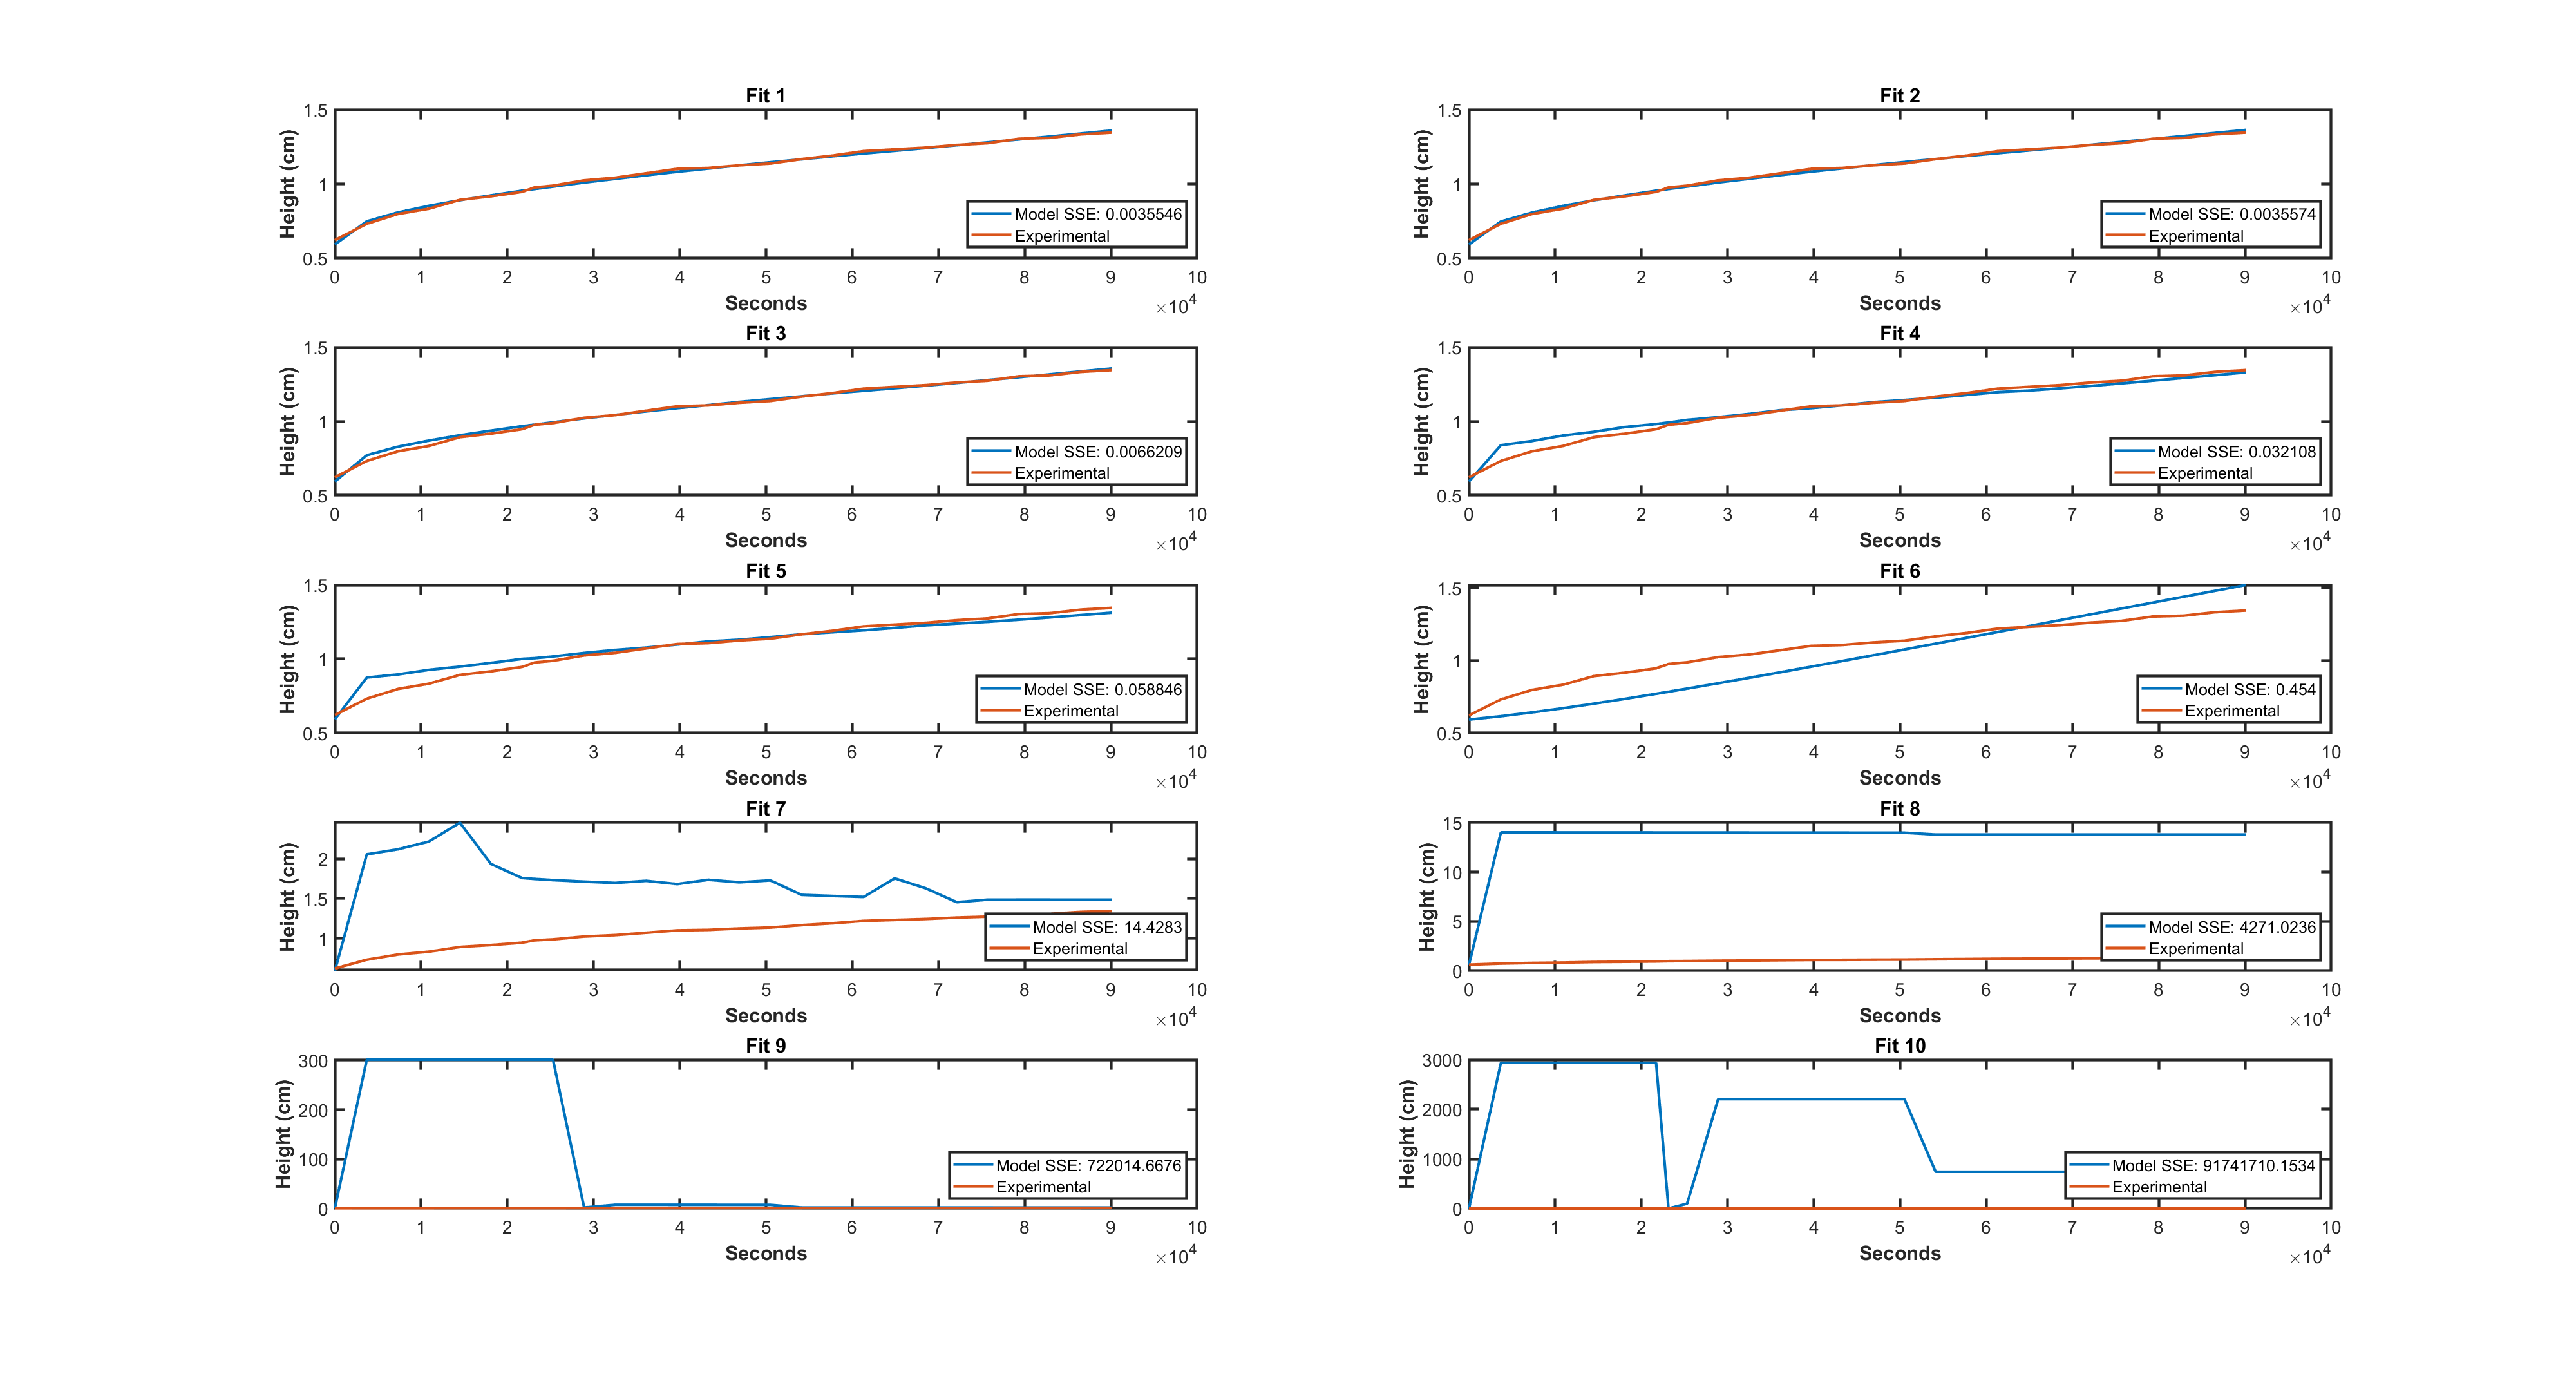 Fit 1
Height (cm)
1.5
1
0.5
Model SSE: 0.0035546
Experimental
0 1 2 3 4 5 6 7 8 9 10
Seconds
×10^4
Fit 2
Height (cm)
1.5
1
0.5
Model SSE: 0.0035574
Experimental
0 1 2 3 4 5 6 7 8 9 10
Seconds
×10^4
Fit 3
Height (cm)
1.5
1
0.5
Model SSE: 0.0066209
Experimental
0 1 2 3 4 5 6 7 8 9 10
Seconds
×10^4
Fit 4
Height (cm)
1.5
1
0.5
Model SSE: 0.032108
Experimental
0 1 2 3 4 5 6 7 8 9 10
Seconds
×10^4
Fit 5
Height (cm)
1.5
1
0.5
Model SSE: 0.058846
Experimental
0 1 2 3 4 5 6 7 8 9 10
Seconds
×10^4
Fit 6
Height (cm)
1.5
1
0.5
Model SSE: 0.454
Experimental
0 1 2 3 4 5 6 7 8 9 10
Seconds
×10^4
Fit 7
Height (cm)
2
1.5
1
Model SSE: 14.4283
Experimental
0 1 2 3 4 5 6 7 8 9 10
Seconds
×10^4
Fit 8
Height (cm)
15
10
5
0
Model SSE: 4271.0236
Experimental
0 1 2 3 4 5 6 7 8 9 10
Seconds
×10^4
Fit 9
Height (cm)
300
200
100
0
Model SSE: 722014.6676
Experimental
0 1 2 3 4 5 6 7 8 9 10
Seconds
×10^4
Fit 10
Height (cm)
3000
2000
1000
0
Model SSE: 91741710.1534
Experimental
0 1 2 3 4 5 6 7 8 9 10
Seconds
×10^4